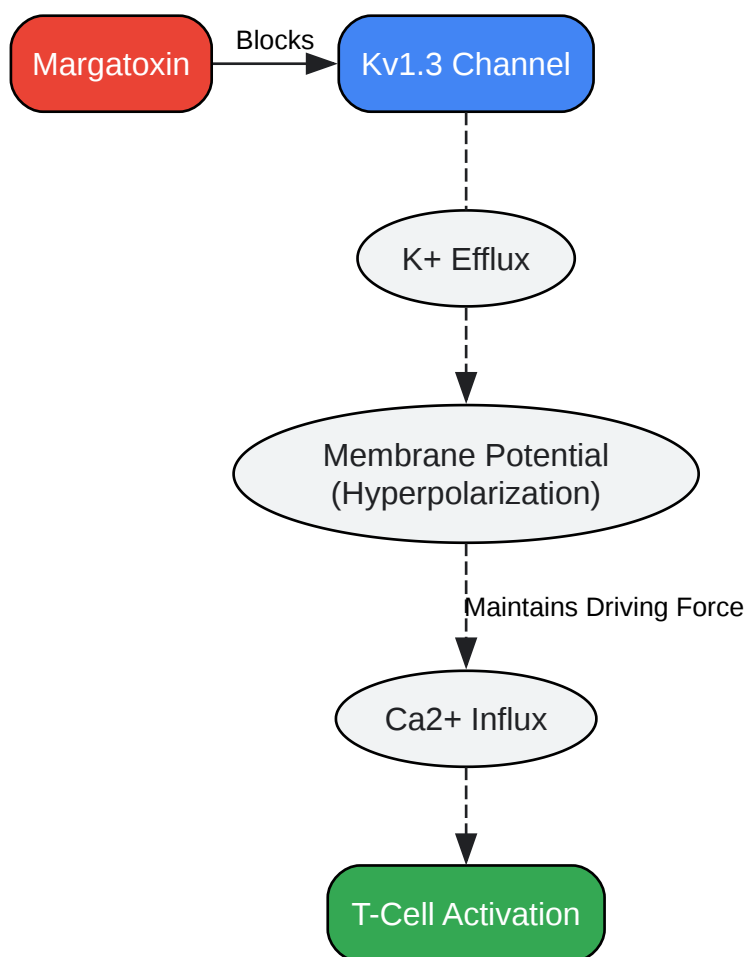 Margatoxin
Blocks
Kv1.3 Channel
K+ Efflux
Membrane Potential
(Hyperpolarization)
Maintains Driving Force
Ca2+ Influx
T-Cell Activation